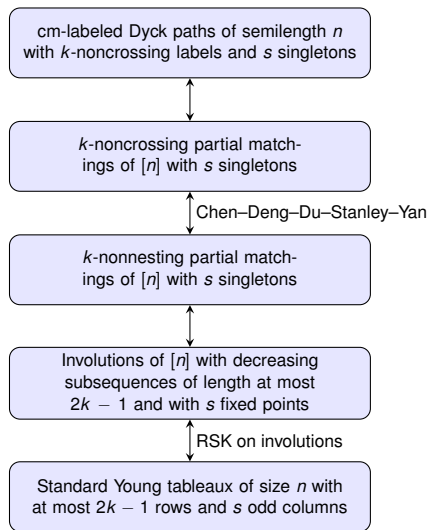 cm-labeled Dyck paths of semilength n
with k-noncrossing labels and s singletons
k-noncrossing partial match-
ings of [n] with s singletons
Chen–Deng–Du–Stanley–Yan
k-nonnesting partial match-
ings of [n] with s singletons
Involutions of [n] with decreasing
subsequences of length at most
2k − 1 and with s fixed points
RSK on involutions
Standard Young tableaux of size n with
at most 2k − 1 rows and s odd columns